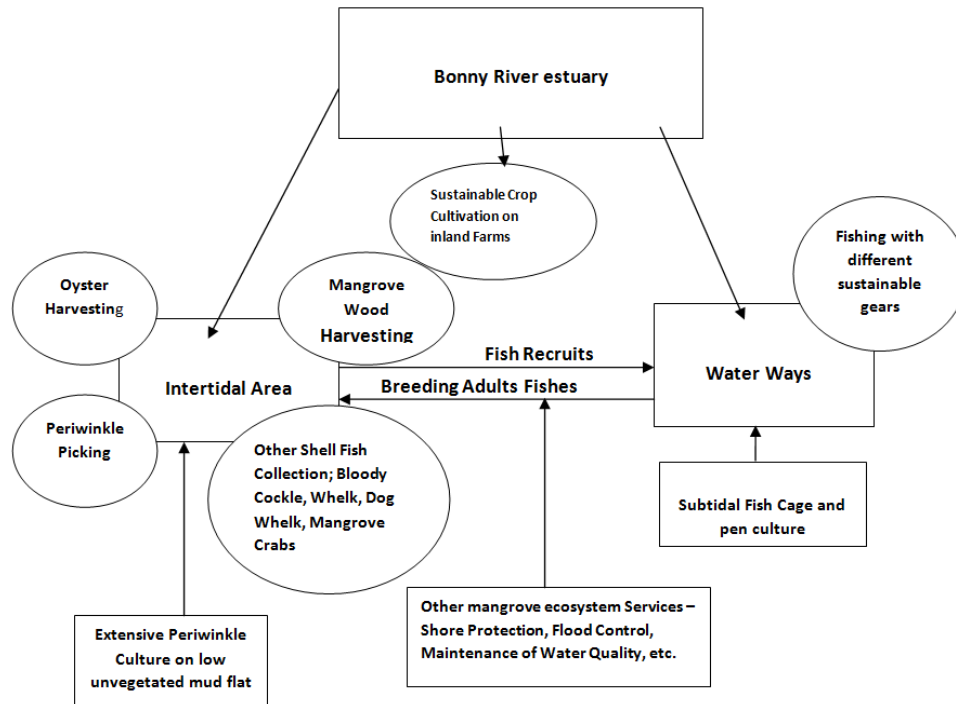 Bonny River estuary
Sustainable Crop
Cultivation on
inland Farms
Fishing with
different
sustainable
gears
Oyster
Harvesting
Mangrove
Wood
Harvesting
Fish Recruits
Intertidal Area
Breeding Adults Fishes
Water Ways
Periwinkle
Picking
Other Shell Fish
Collection; Bloody
Cockle, Whelk, Dog
Whelk, Mangrove
Crabs
Subtidal Fish Cage and
pen culture
Extensive Periwinkle
Culture on low
unvegetated mud flat
Other mangrove ecosystem Services –
Shore Protection, Flood Control,
Maintenance of Water Quality, etc.